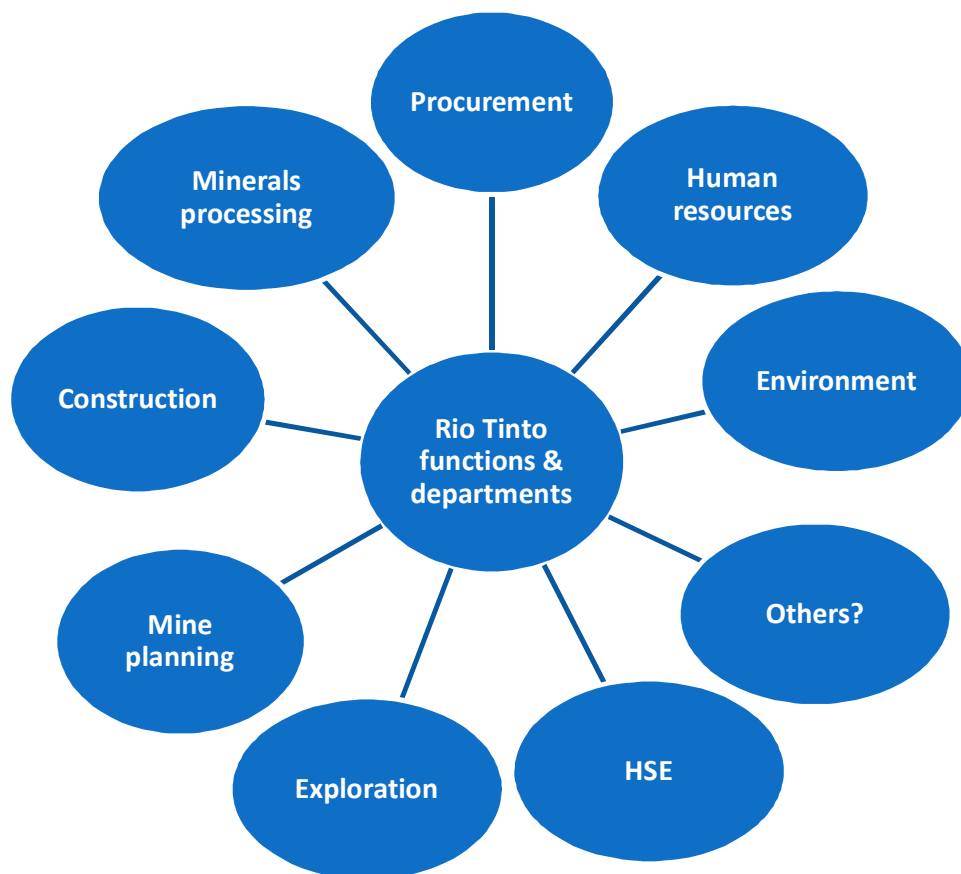 Procurement
Human
resources
Environment
Others?
HSE
Exploration
Mine
planning
Construction
Minerals
processing
Rio Tinto
functions &
departments